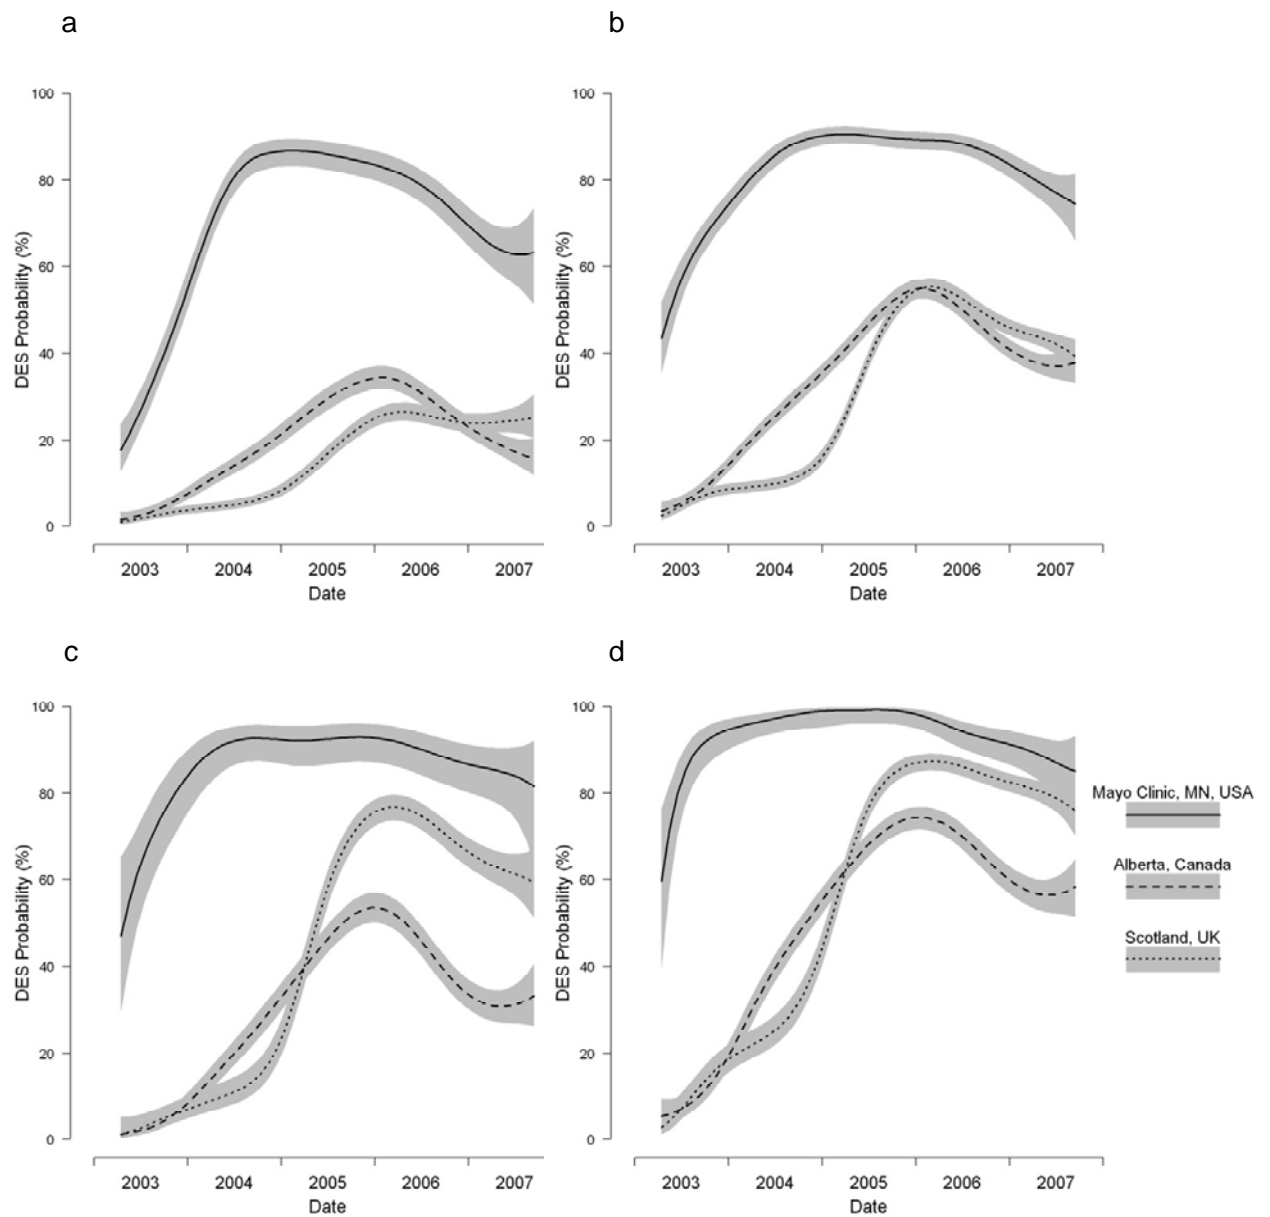 a
b
100
80
60
40
20
0
DES Probability (%)
2003 2004 2005 2006 2007
Date
100
80
60
40
20
0
DES Probability (%)
2003 2004 2005 2006 2007
Date
c
d
100
80
60
40
20
0
DES Probability (%)
2003 2004 2005 2006 2007
Date
100
80
60
40
20
0
DES Probability (%)
2003 2004 2005 2006 2007
Date
Mayo Clinic, MN, USA
Alberta, Canada
Scotland, UK